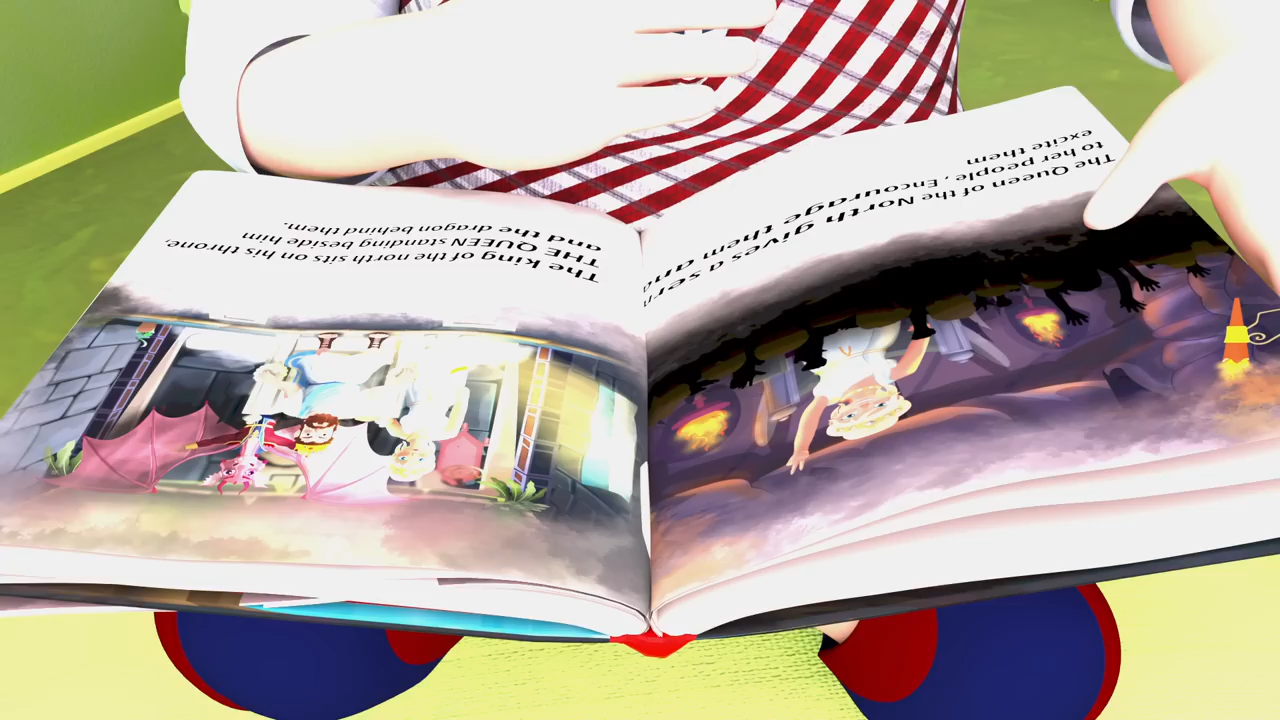 The Queen of the North gives a
to her people, Encourage them and
excite them
The king of the north sits on his throne,
THE QUEEN standing beside him
and the dragon behind them.